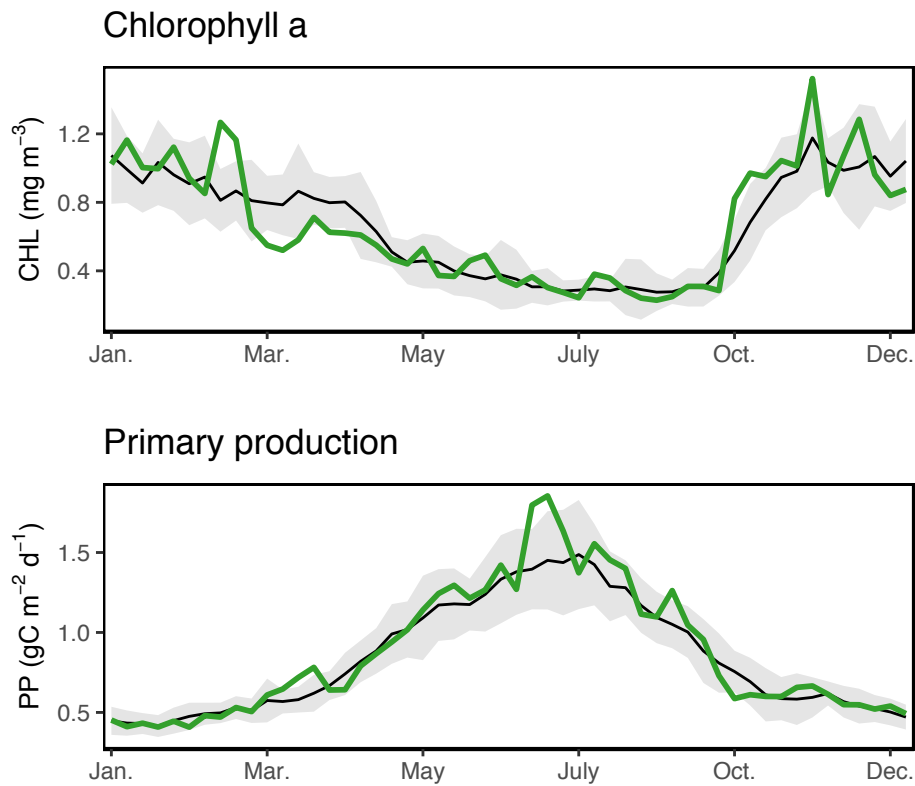 Chlorophyll a
CHL (mg m⁻³)
1.2
0.8
0.4
Jan. Mar. May July Oct. Dec.
Primary production
PP (gC m⁻² d⁻¹)
1.5
1.0
0.5
Jan. Mar. May July Oct. Dec.